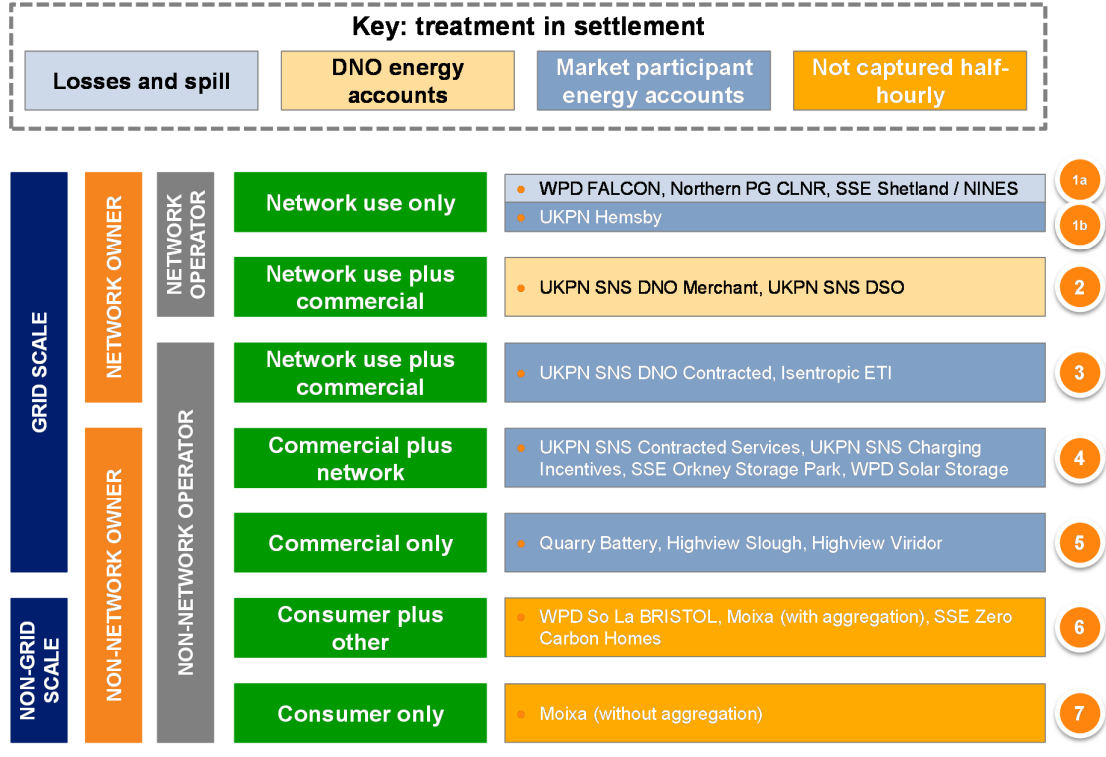 Key: treatment in settlement
Losses and spill
DNO energy
accounts
Market participant
energy accounts
Not captured half-
hourly
GRID SCALE
NON-GRID
SCALE
NETWORK OWNER
NON-NETWORK OWNER
NETWORK
OPERATOR
NON-NETWORK OPERATOR
Network use only
WPD FALCON, Northern PG CLNR, SSE Shetland / NINES
1a
UKPN Hemsby
1b
Network use plus
commercial
UKPN SNS DNO Merchant, UKPN SNS DSO
2
Network use plus
commercial
UKPN SNS DNO Contracted, Isentropic ETI
3
Commercial plus
network
UKPN SNS Contracted Services, UKPN SNS Charging
Incentives, SSE Orkney Storage Park, WPD Solar Storage
4
Commercial only
Quarry Battery, Highview Slough, Highview Viridor
5
Consumer plus
other
WPD So La BRISTOL, Moixa (with aggregation), SSE Zero
Carbon Homes
6
Consumer only
Moixa (without aggregation)
7